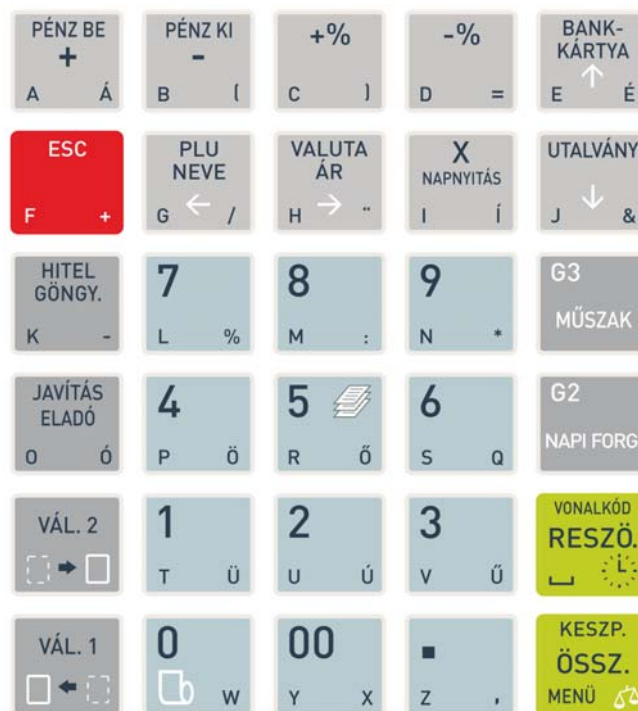 PÉNZ BE
+
A Á
PÉNZ KI
-
B (
+%
C )
-%
D =
BANK-
KÁRTYA
↑
E É
ESC
F +
PLU
NEVE
G ← /
VALUTA
ÁR
H → ¨
X
NAPNYITÁS
I Í
UTALVÁNY
↓
J &
HITEL
GÖNGY.
K -
7
L %
8
M :
9
N *
G3
MŰSZAK
JAVÍTÁS
ELADÓ
O Ó
4
P Ö
5
R Ő
6
S Q
G2
NAPI FORG
VÁL. 2
1
T Ü
2
U Ú
3
V Ű
VONALKÓD
RESZÖ.
VÁL. 1
0
W
00
Y X
.
Z ,
KESZP.
ÖSSZ.
MENÜ